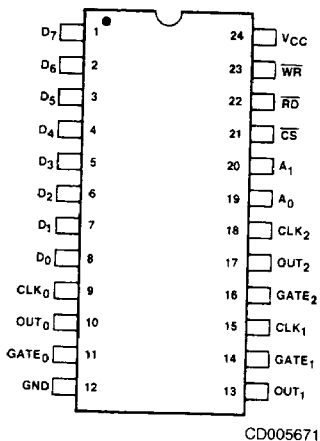 D7 1 24 VCC
D6 2 23 WR
D5 3 22 RD
D4 4 21 CS
D3 5 20 A1
D2 6 19 A0
D1 7 18 CLK2
D0 8 17 OUT2
CLK0 9 16 GATE2
OUT0 10 15 CLK1
GATE0 11 14 GATE1
GND 12 13 OUT1
CD005671